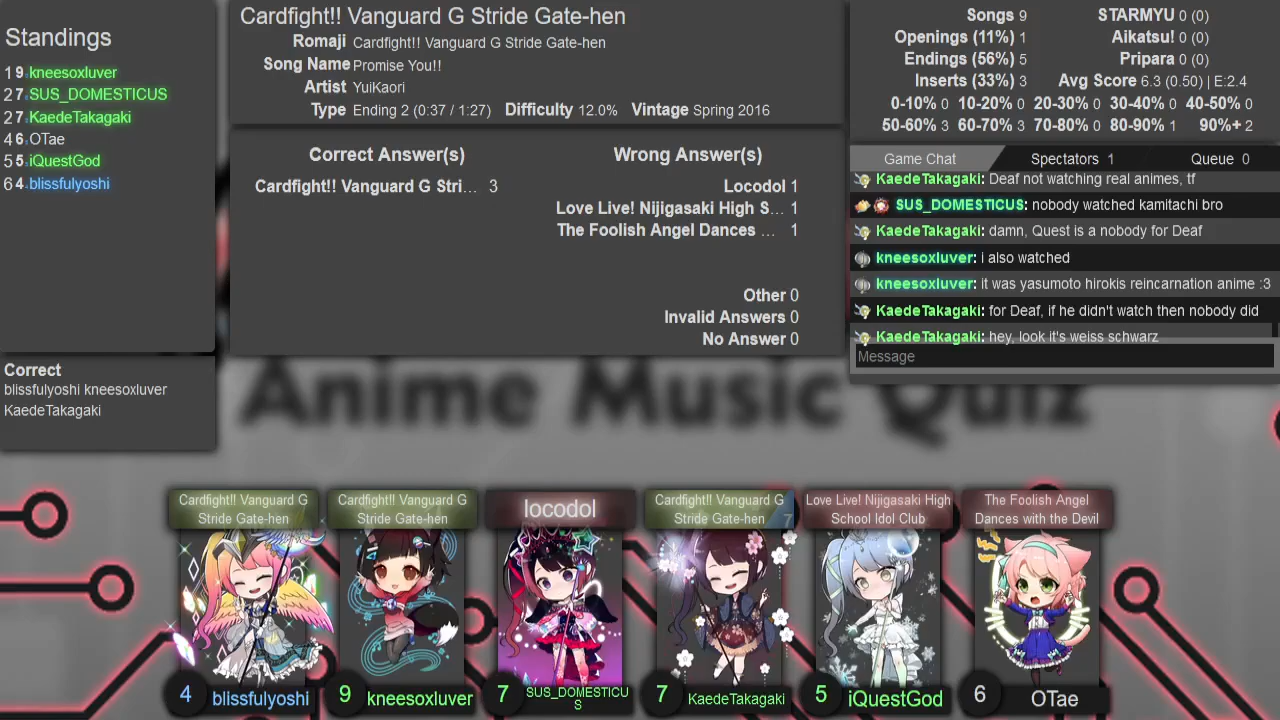 Standings
1 9 kneesoxluver
2 7 SUS_DOMESTICUS
2 7 KaedeTakagaki
4 6 OTae
5 5 iQuestGod
6 4 blissfulyoshi
Correct
blissfulyoshi kneesoxluver
KaedeTakagaki
Cardfight!! Vanguard G Stride Gate-hen
Romaji Cardfight!! Vanguard G Stride Gate-hen
Song Name Promise You!!
Artist YuiKaori
Type Ending 2 (0:37 / 1:27) Difficulty 12.0% Vintage Spring 2016
Correct Answer(s)
Cardfight!! Vanguard G Stri... 3
Wrong Answer(s)
Locodol 1
Love Live! Nijigasaki High S... 1
The Foolish Angel Dances ... 1
Other 0
Invalid Answers 0
No Answer 0
Songs 9 STARMYU 0 (0)
Openings (11%) 1 Aikatsu! 0 (0)
Endings (56%) 5 Pripara 0 (0)
Inserts (33%) 3 Avg Score 6.3 (0.50) | E:2.4
0-10% 0 10-20% 0 20-30% 0 30-40% 0 40-50% 0
50-60% 3 60-70% 3 70-80% 0 80-90% 1 90%+ 2
Game Chat Spectators 1 Queue 0
KaedeTakagaki: Deaf not watching real animes, tf
SUS_DOMESTICUS: nobody watched kamitachi bro
KaedeTakagaki: damn, Quest is a nobody for Deaf
kneesoxluver: i also watched
kneesoxluver: it was yasumoto hirokis reincarnation anime :3
KaedeTakagaki: for Deaf, if he didn't watch then nobody did
KaedeTakagaki: hey, look it's weiss schwarz
Message
Anime Music Quiz
Cardfight!! Vanguard G
Stride Gate-hen
Cardfight!! Vanguard G
Stride Gate-hen
locodol
Cardfight!! Vanguard G
Stride Gate-hen 7
Love Live! Nijigasaki High
School Idol Club
The Foolish Angel
Dances with the Devil
4 blissfulyoshi
9 kneesoxluver
7 SUS_DOMESTICU
S
7 KaedeTakagaki
5 iQuestGod
6 OTae